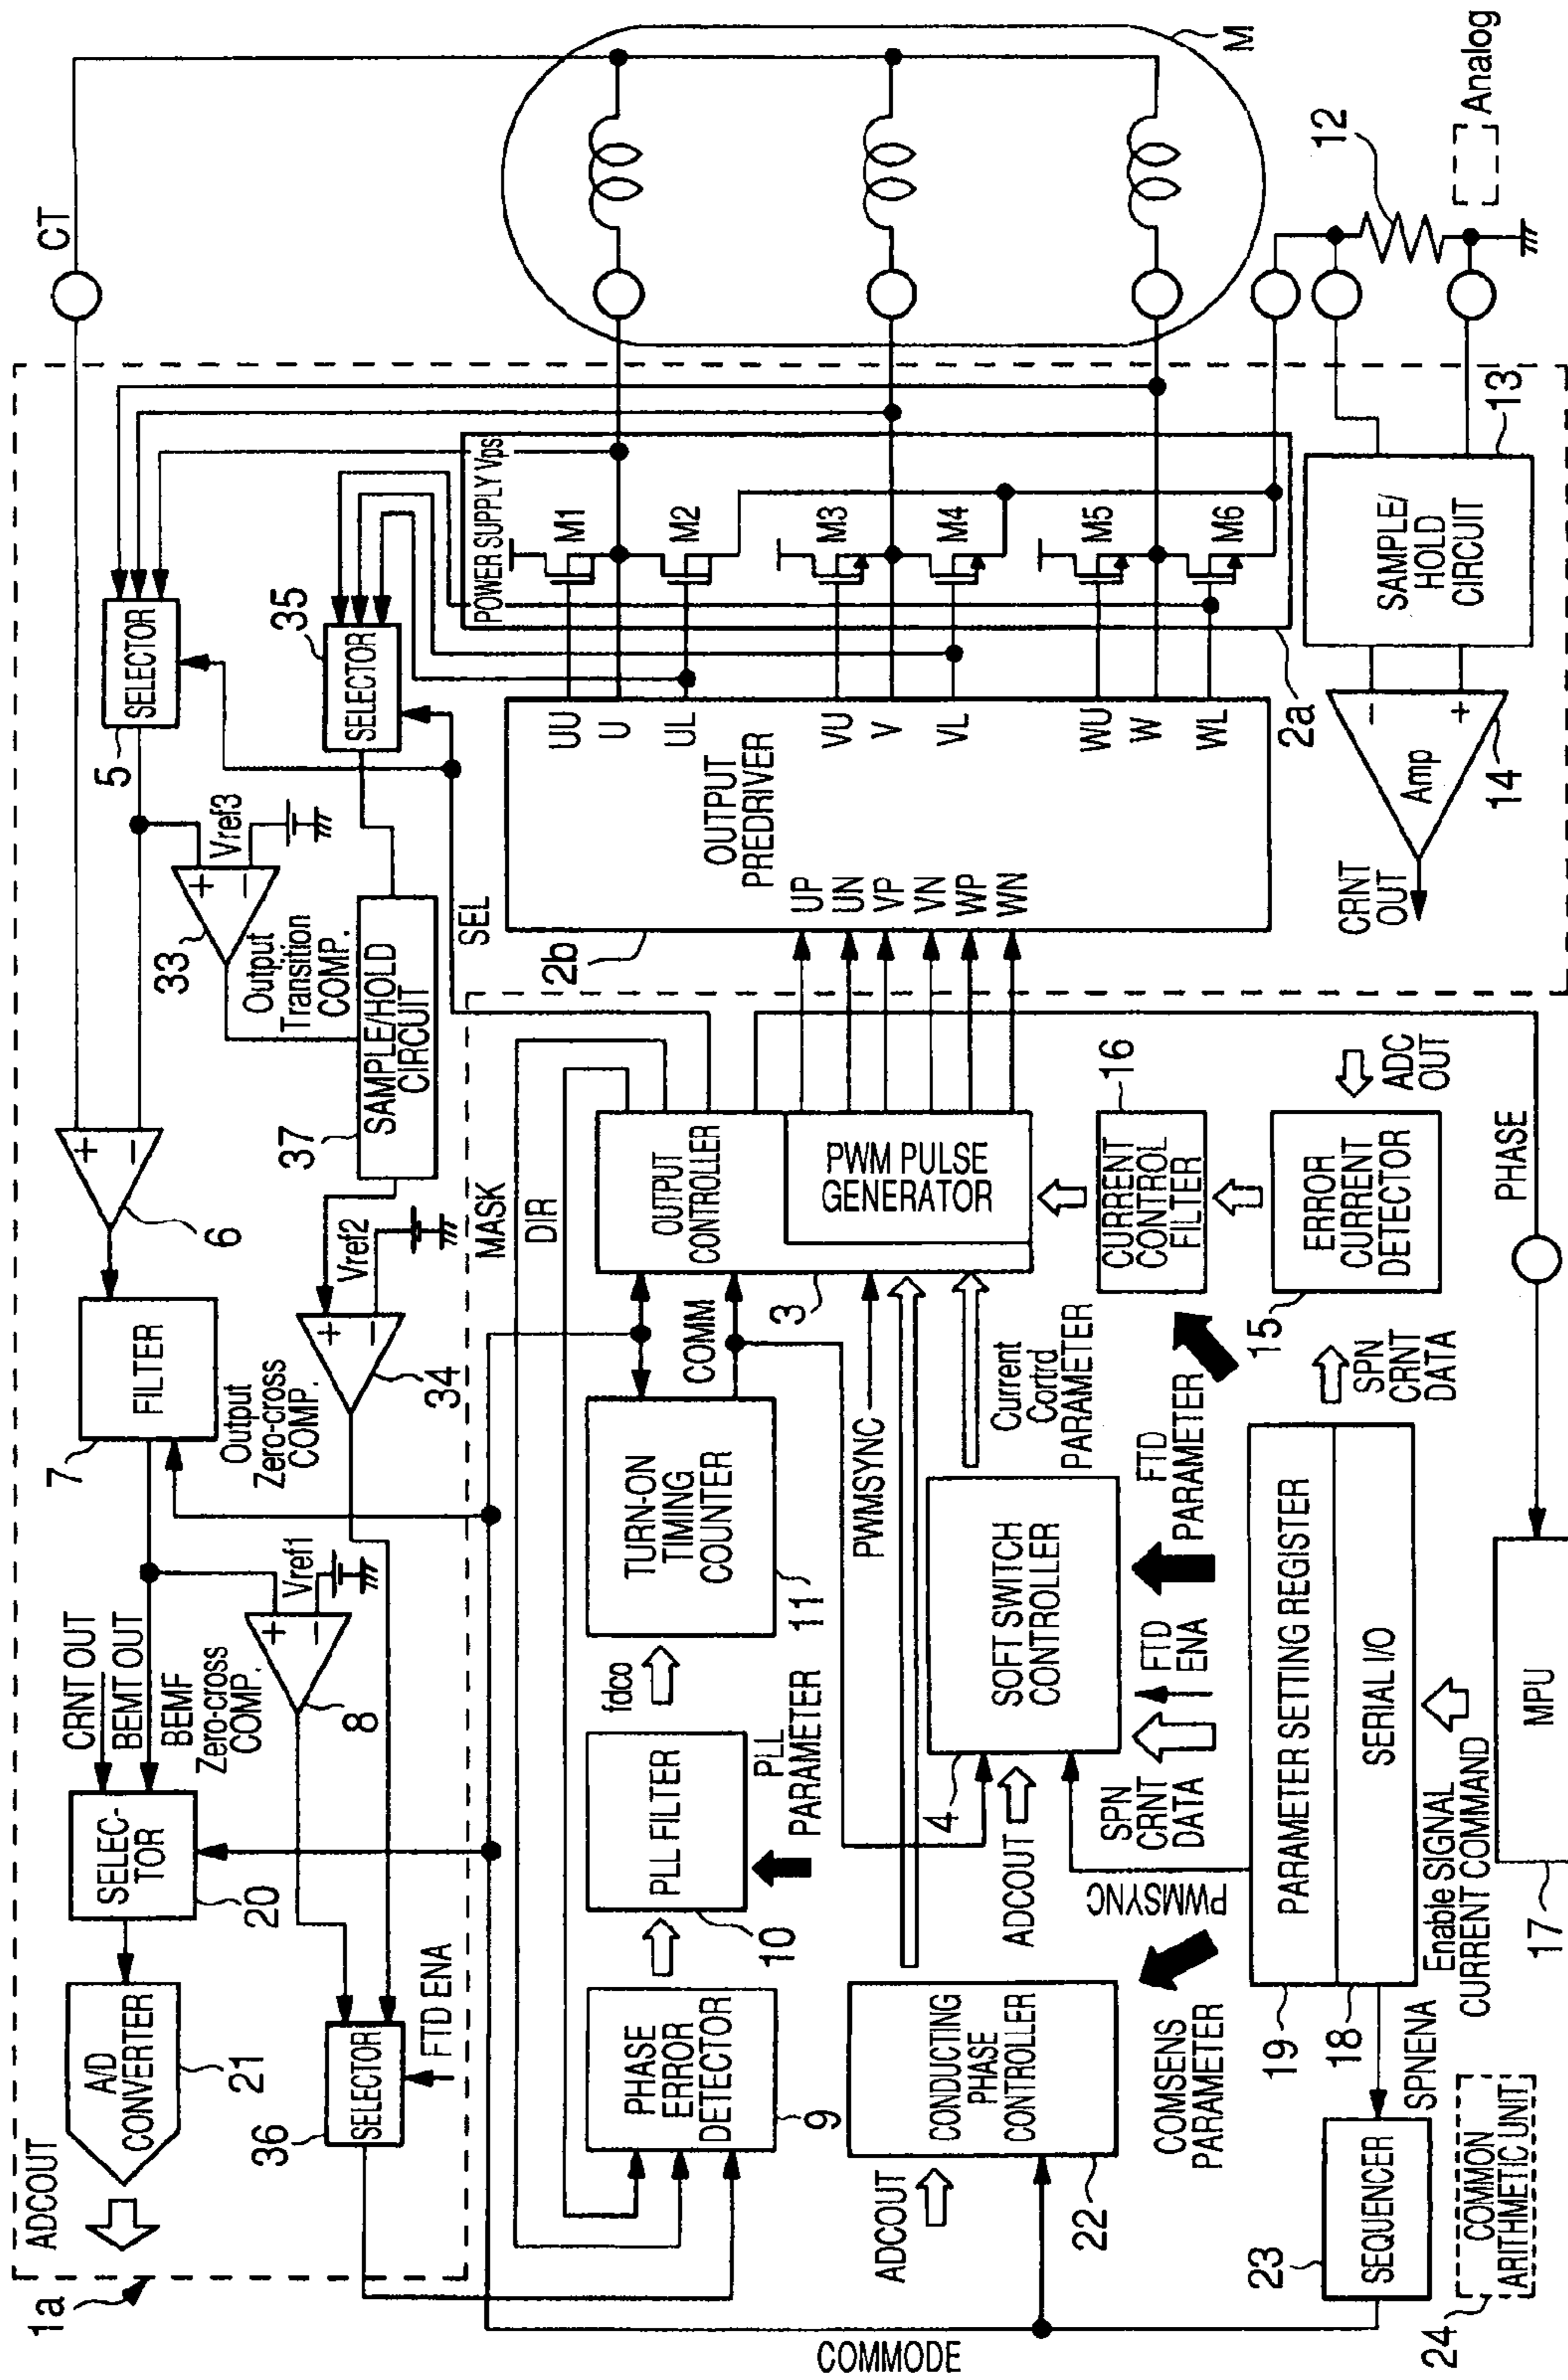 1a
ADCOUT
A/D
CONVERTER
21
SELEC-
TOR
20
CRNT OUT
BEMT OUT
BEMF
Zero-cross
COMP.
8
Vref1
+
−
7
FILTER
Output
Zero-cross
COMP.
34
Vref2
+
−
6
+
−
CT
5
SELECTOR
33
Vref3
+
−
Output
Transition
COMP.
37
SAMPLE/HOLD
CIRCUIT
35
SELECTOR
SEL
36
SELECTOR
FTD ENA
MASK
DIR
POWER SUPPLY Vps
M1
M2
M3
M4
M5
M6
M
2a
2b
OUTPUT
PREDRIVER
UU
U
UL
VU
V
VL
WU
W
WL
UP
UN
VP
VN
WP
WN
12
Analog
13
SAMPLE/
HOLD
CIRCUIT
−
+
Amp
14
CRNT
OUT
PHASE
ERROR
DETECTOR
9
PLL FILTER
10
PLL
PARAMETER
fdco
TURN-ON
TIMING
COUNTER
11
COMM
OUTPUT
CONTROLLER
PWM PULSE
GENERATOR
3
PWMSYNC
Current
Cortrd
PARAMETER
ADCOUT
CONDUCTING
PHASE
CONTROLLER
22
COMSENS
PARAMETER
4
SOFT SWITCH
CONTROLLER
ADCOUT
PWMSYNC
SPN
CRNT
DATA
FTD
ENA
FTD
PARAMETER
16
CURRENT
CONTROL
FILTER
15
ERROR
CURRENT
DETECTOR
SPN
CRNT
DATA
ADC
OUT
PHASE
19
PARAMETER SETTING REGISTER
18
SERIAL I/O
Enable SIGNAL
CURRENT COMMAND
17
MPU
SPNENA
23
SEQUENCER
24
COMMON
ARITHMETIC UNIT
COMMODE